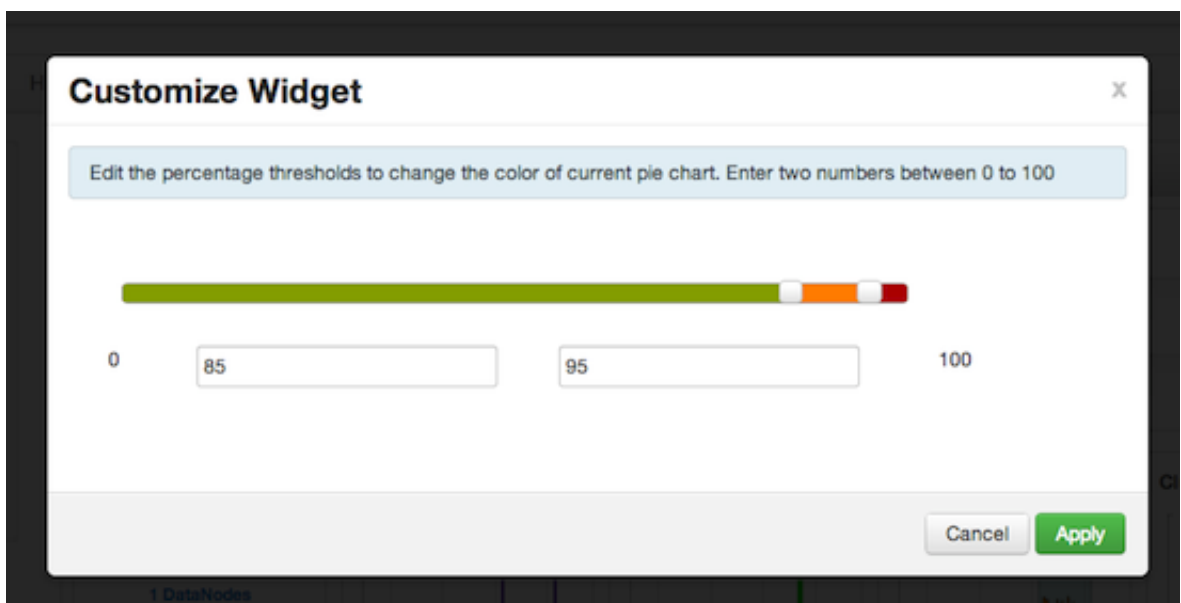 Customize Widget
x
Edit the percentage thresholds to change the color of current pie chart. Enter two numbers between 0 to 100
0
85
95
100
Cancel
Apply
1 DataNodes